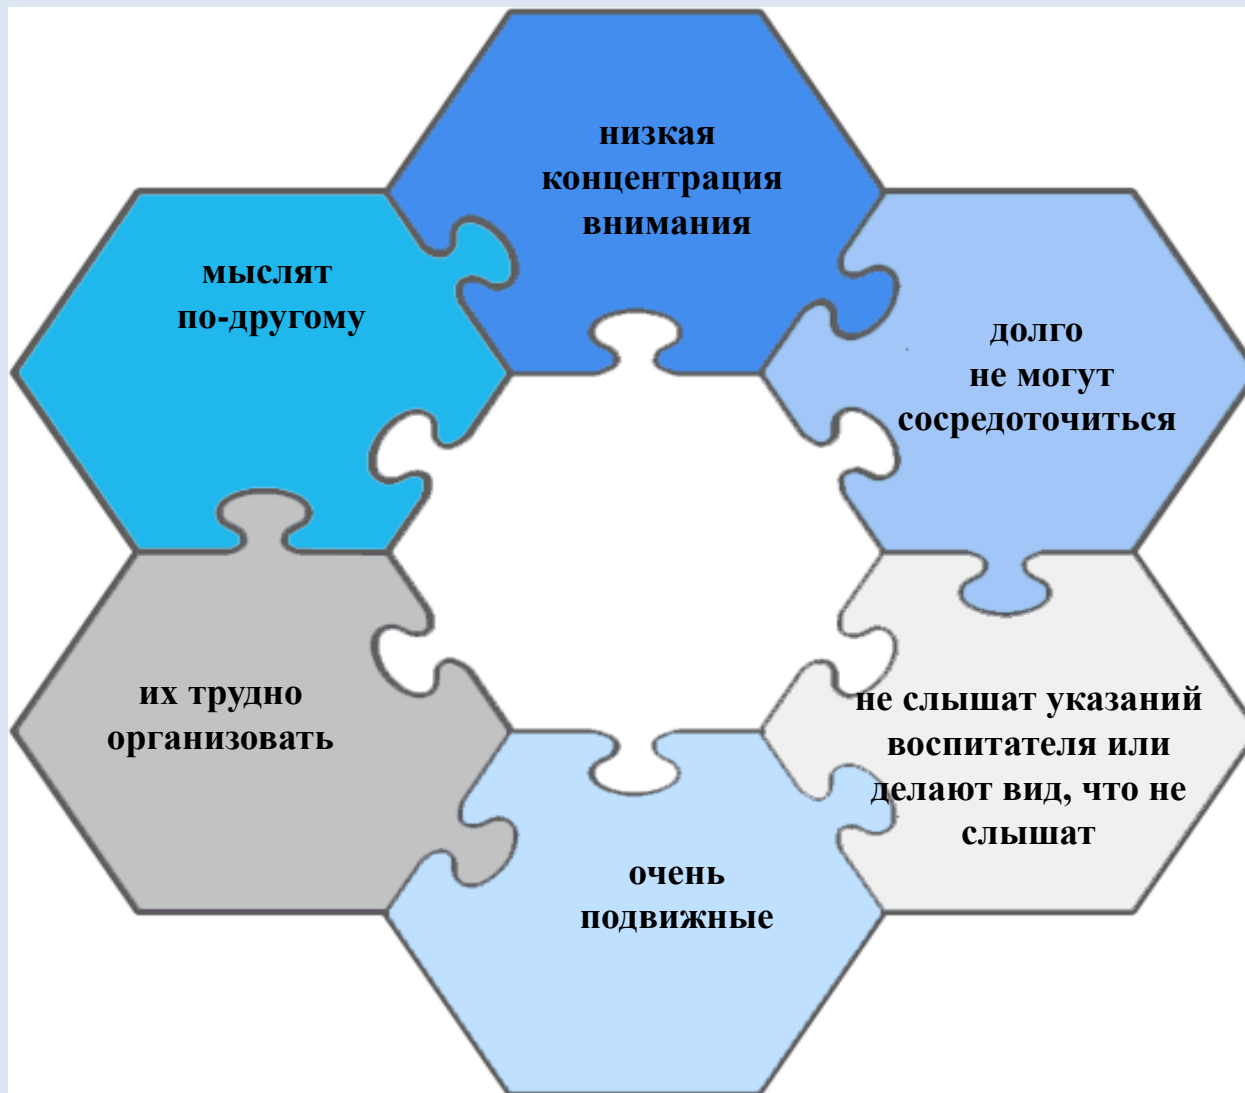 низкая
концентрация
внимания
мыслят
по-другому
долго
не могут
сосредоточиться
их трудно
организовать
не слышат указаний
воспитателя или
делают вид, что не
слышат
очень
подвижные